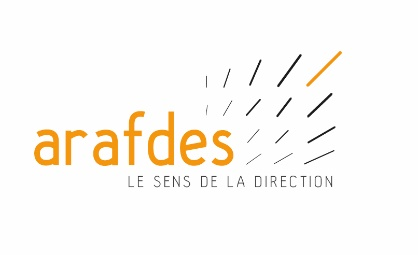 arafdes
LE SENS DE LA DIRECTION